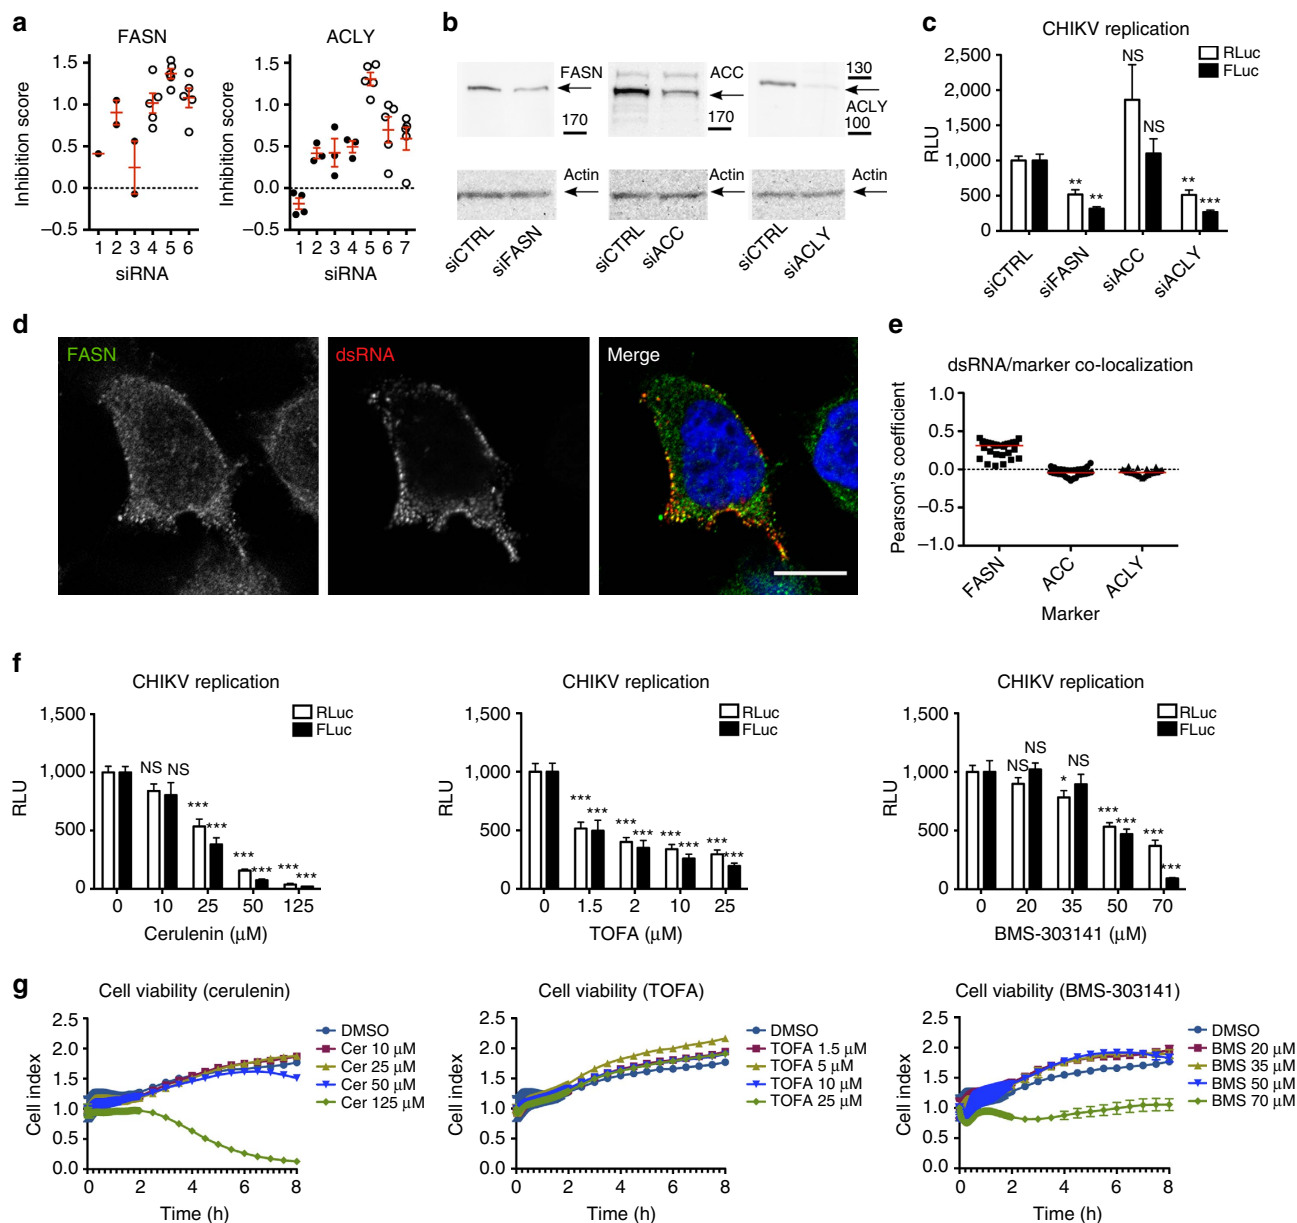 a
FASN
Inhibition score
1.5
1.0
0.5
0.0
−0.5
1 2 3 4 5 6
siRNA
ACLY
Inhibition score
1.5
1.0
0.5
0.0
−0.5
1 2 3 4 5 6 7
siRNA
b
FASN
170
Actin
siCTRL
siFASN
ACC
170
Actin
siCTRL
siACC
130
ACLY
100
Actin
siCTRL
siACLY
c
CHIKV replication
RLuc
FLuc
RLU
2,500
2,000
1,500
1,000
500
0
** **
NS NS
** ***
siCTRL
siFASN
siACC
siACLY
d
FASN
dsRNA
Merge
e
dsRNA/marker co-localization
Pearson's coefficient
1.0
0.5
0.0
−0.5
−1.0
FASN
ACC
ACLY
Marker
f
CHIKV replication
RLuc
FLuc
RLU
1,500
1,000
500
0
NS NS
*** ***
*** ***
*** ***
0 10 25 50 125
Cerulenin (μM)
CHIKV replication
RLuc
FLuc
RLU
1,500
1,000
500
0
*** ***
*** ***
*** ***
*** ***
0 1.5 2 10 25
TOFA (μM)
CHIKV replication
RLuc
FLuc
RLU
1,500
1,000
500
0
NS NS
* NS
*** ***
*** ***
0 20 35 50 70
BMS-303141 (μM)
g
Cell viability (cerulenin)
Cell index
2.5
2.0
1.5
1.0
0.5
0.0
0 2 4 6 8
Time (h)
DMSO
Cer 10 μM
Cer 25 μM
Cer 50 μM
Cer 125 μM
Cell viability (TOFA)
Cell index
2.5
2.0
1.5
1.0
0.5
0.0
0 2 4 6 8
Time (h)
DMSO
TOFA 1.5 μM
TOFA 5 μM
TOFA 10 μM
TOFA 25 μM
Cell viability (BMS-303141)
Cell index
2.5
2.0
1.5
1.0
0.5
0.0
0 2 4 6 8
Time (h)
DMSO
BMS 20 μM
BMS 35 μM
BMS 50 μM
BMS 70 μM